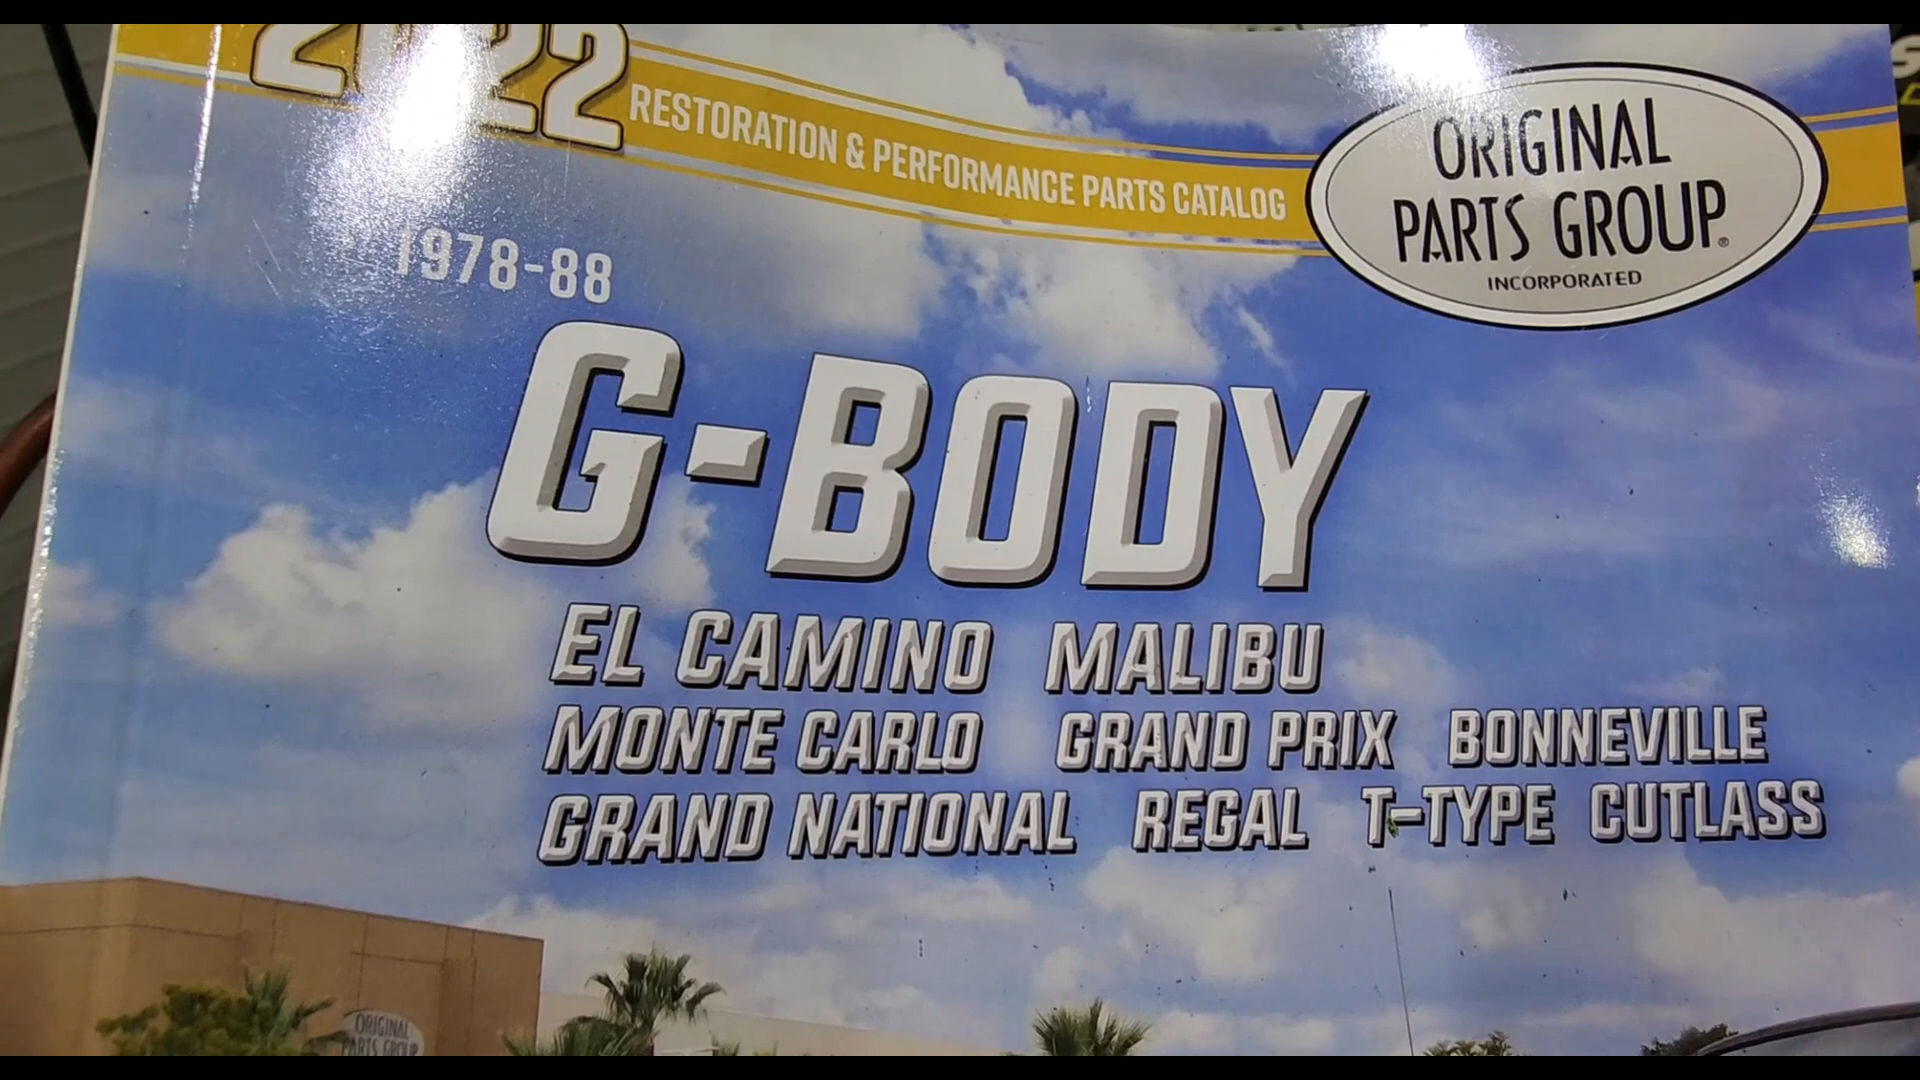 2022
RESTORATION & PERFORMANCE PARTS CATALOG
ORIGINAL
PARTS GROUP®
INCORPORATED
1978-88
G-BODY
EL CAMINO MALIBU
MONTE CARLO GRAND PRIX BONNEVILLE
GRAND NATIONAL REGAL T-TYPE CUTLASS
ORIGINAL
PARTS GROUP